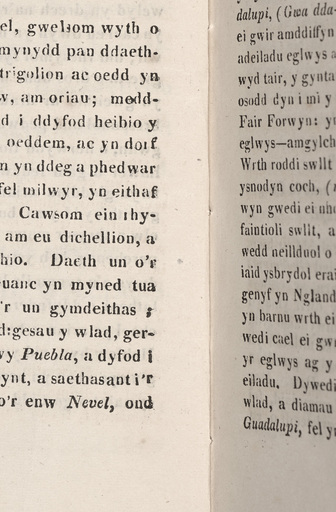 el, gwelsom wyth o
mynydd pan ddaeth-
trigolion ac oedd yn
w, am oriau; medd-
d i ddyfod heibio y
oeddem, ac yn dorf
n yn ddeg a phedwar
fel milwyr, yn eithaf
Cawsom ein rhy-
am eu dichellion, a
hio. Daeth un o'r
euanc yn myned tua
'r un gymdeithas;
digesau y wlad, ger-
wy Puebla, a dyfod i
ynt, a saethasant i'r
o'r enw Nevel, ond
dalupi, (Gwa dda-
ei gwir amddiffyn
adeiladu eglwys a
wyd tair, y gynta
osodd dyn i mi y
Fair Forwyn: yr
eglwys—amgylch
Wrth roddi swllt
ysnodyn coch, (
wyn gwedi ei nh
faintioli swllt, a
wedd neillduol o
iaid ysbrydol erai
genyf yn Ngland
yn barnu wrth ei
wedi cael ei gw
yr eglwys ag y
eiladu. Dywedi
wlad, a diamau
Guadalupi, fel y